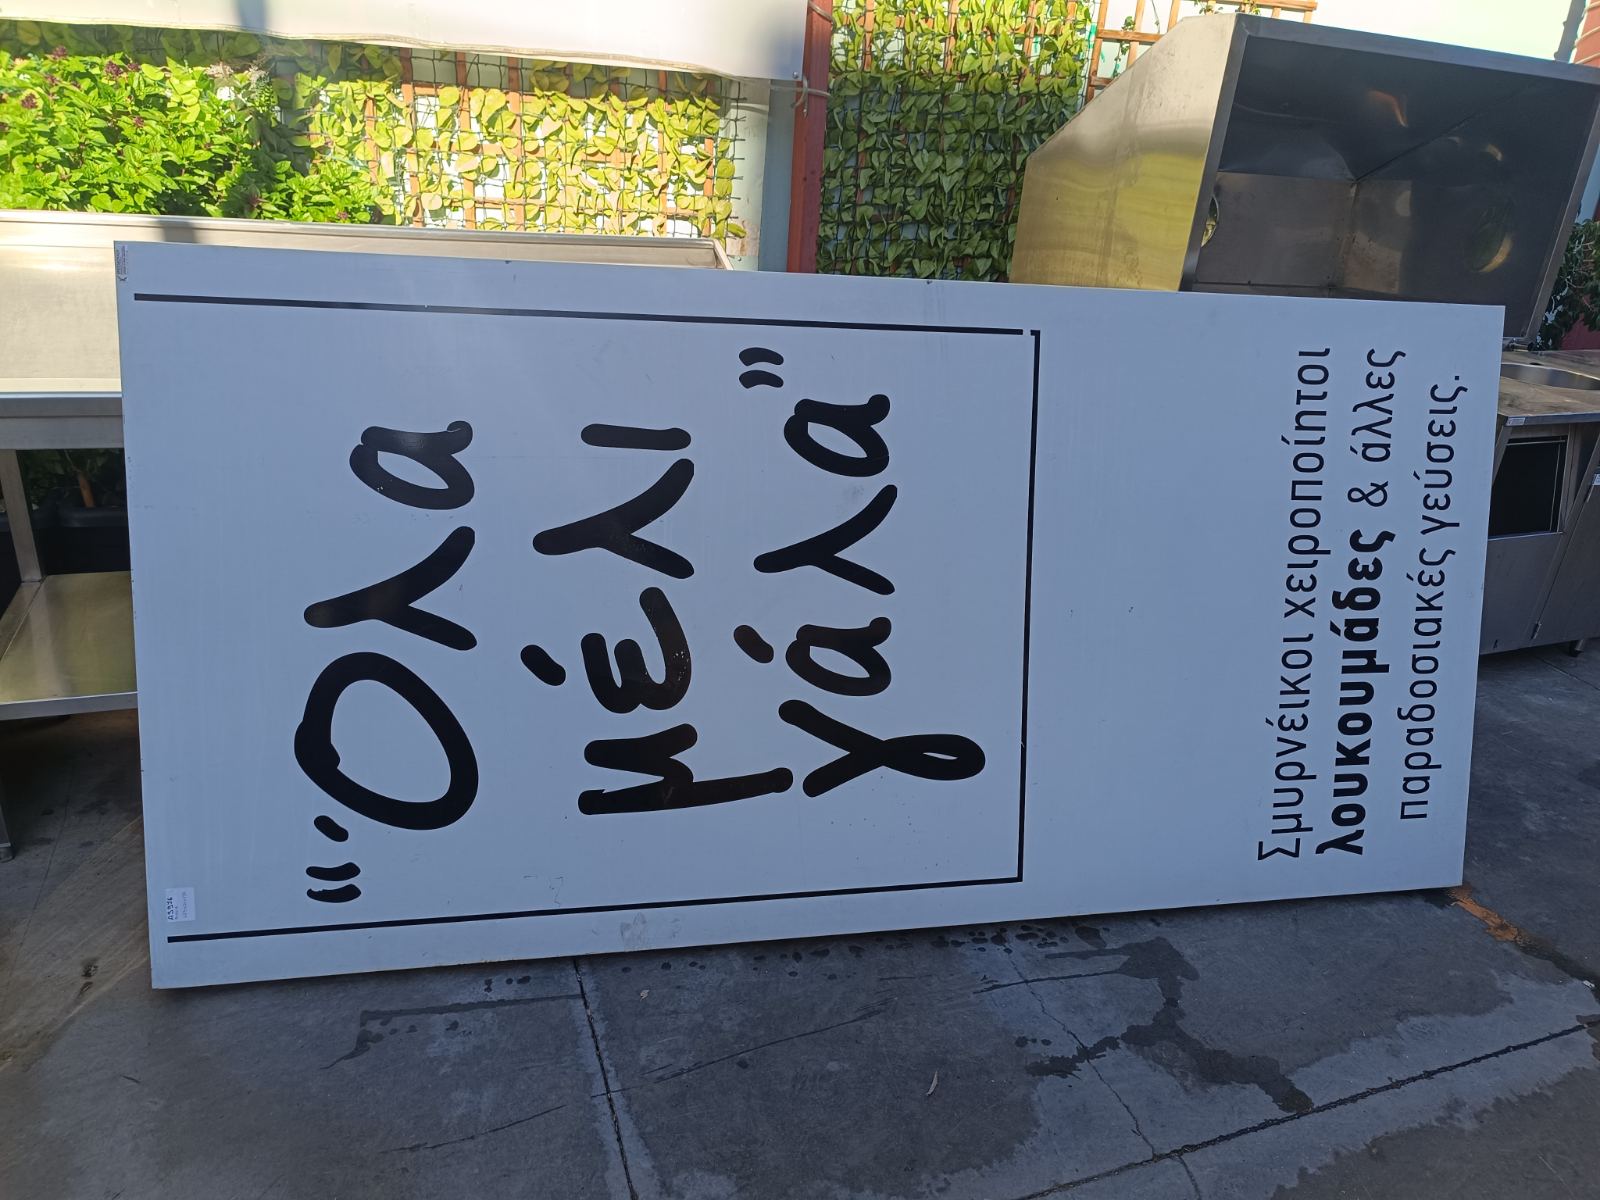 "Όλα
μέλι
γάλα"
Σμυρνέικοι χειροποίητοι
λουκουμάδες & άλλες
παραδοσιακές γεύσεις.